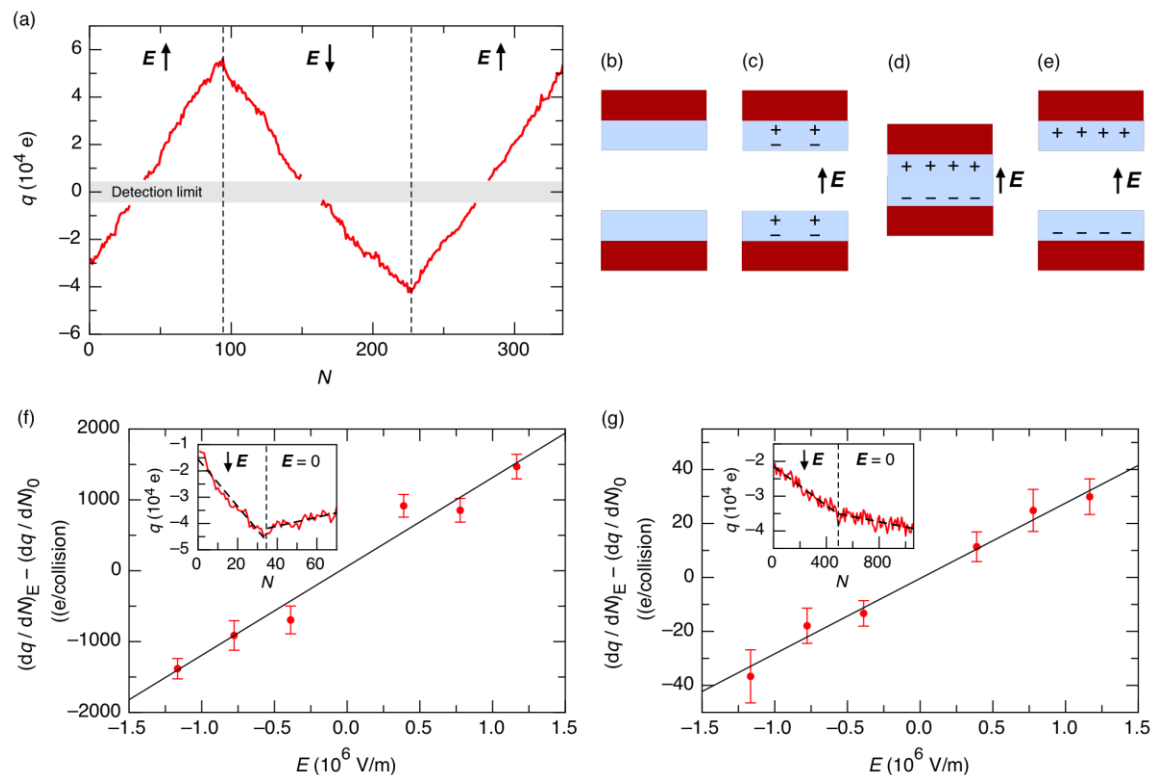 (a)
E
E
E
6
4
2
0
−2
−4
−6
q (10⁴ e)
Detection limit
0
100
200
300
N
(b)
(c)
(d)
(e)
+ +
− −
E
+ +
− −
+ + + +
E
− − − −
+ + + +
E
− − − −
(f)
2000
1000
0
−1000
−2000
(dq / dN)E − (dq / dN)0
((e/collision)
−1
−2
−3
−4
−5
q (10⁴ e)
E
E = 0
0
20
40
60
N
−1.5
−1.0
−0.5
0.0
0.5
1.0
1.5
E (10⁶ V/m)
(g)
40
20
0
−20
−40
(dq / dN)E − (dq / dN)0
((e/collision)
−2
−4
q (10⁴ e)
E
E = 0
0
400
800
N
−1.5
−1.0
−0.5
0.0
0.5
1.0
1.5
E (10⁶ V/m)